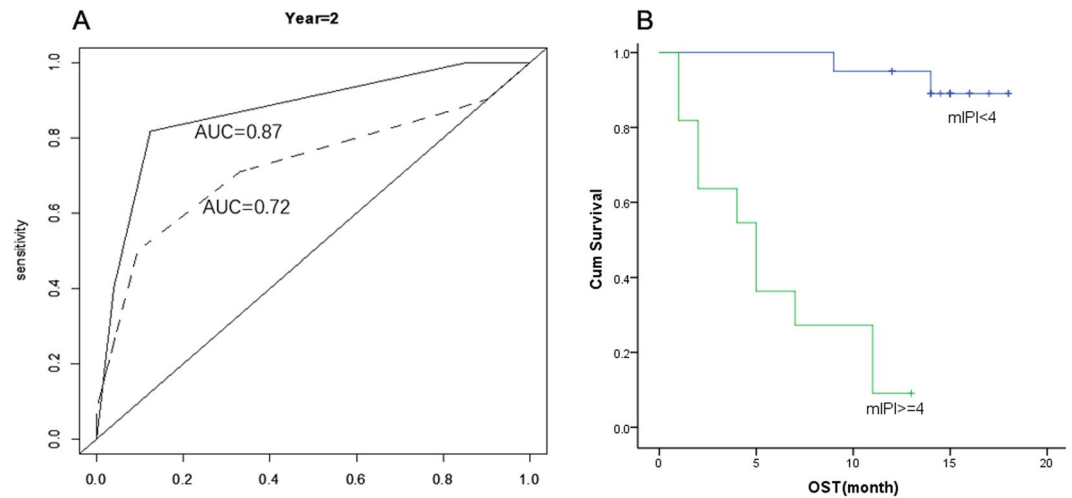 A
Year=2
1.0
0.8
0.6
0.4
0.2
0.0
sensitivity
AUC=0.87
AUC=0.72
0.0 0.2 0.4 0.6 0.8 1.0
B
1.0
0.8
0.6
0.4
0.2
0.0
Cum Survival
mIPI<4
mIPI>=4
0 5 10 15 20
OST(month)